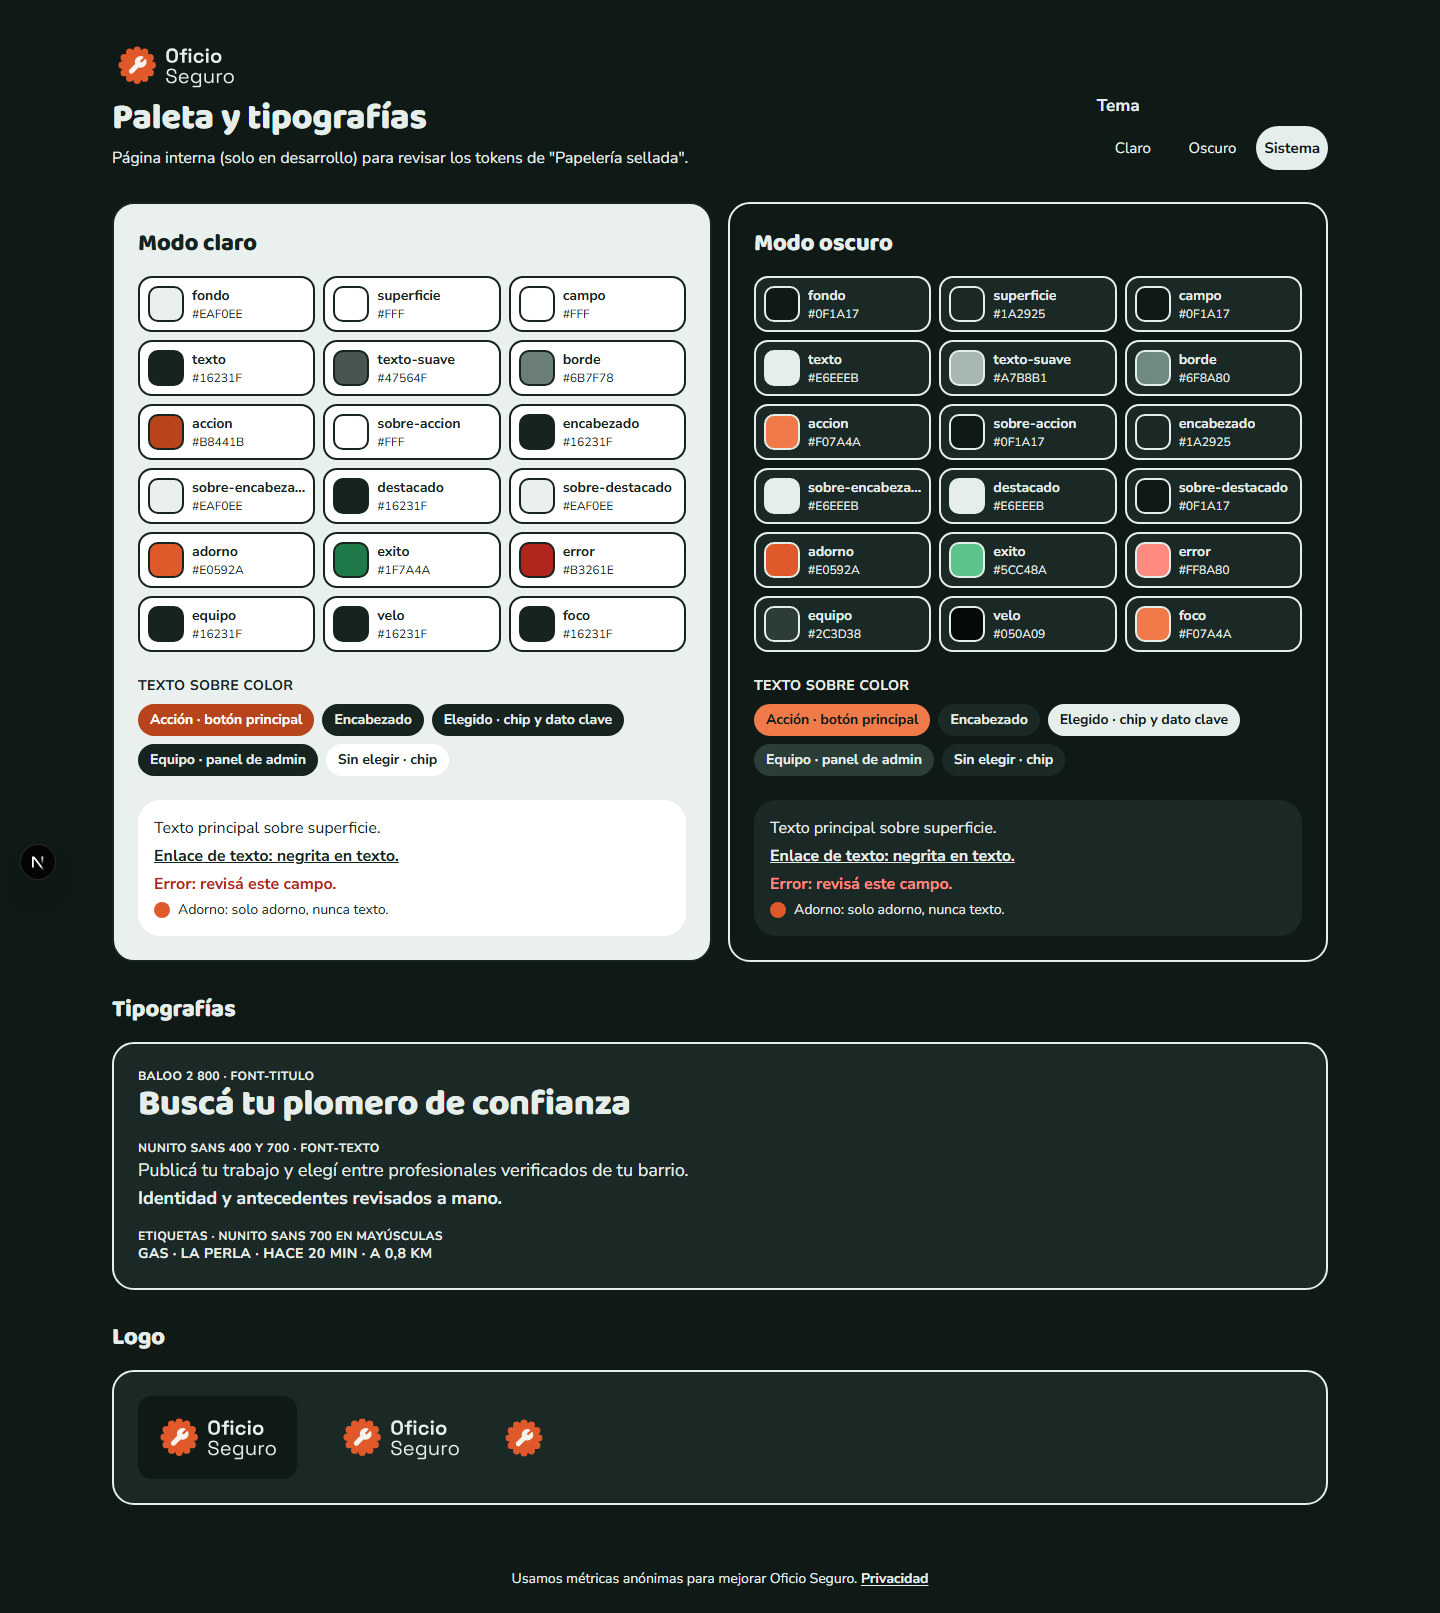 Oficio
Seguro
Paleta y tipografías
Página interna (solo en desarrollo) para revisar los tokens de "Papelería sellada".
Tema
Claro Oscuro Sistema
Modo claro
fondo
#EAF0EE
superficie
#FFF
campo
#FFF
texto
#16231F
texto-suave
#47564F
borde
#6B7F78
accion
#B8441B
sobre-accion
#FFF
encabezado
#16231F
sobre-encabeza...
#EAF0EE
destacado
#16231F
sobre-destacado
#EAF0EE
adorno
#E0592A
exito
#1F7A4A
error
#B3261E
equipo
#16231F
velo
#16231F
foco
#16231F
TEXTO SOBRE COLOR
Acción · botón principal
Encabezado
Elegido · chip y dato clave
Equipo · panel de admin
Sin elegir · chip
Texto principal sobre superficie.
Enlace de texto: negrita en texto.
Error: revisá este campo.
Adorno: solo adorno, nunca texto.
Modo oscuro
fondo
#0F1A17
superficie
#1A2925
campo
#0F1A17
texto
#E6EEEB
texto-suave
#A7B8B1
borde
#6F8A80
accion
#F07A4A
sobre-accion
#0F1A17
encabezado
#1A2925
sobre-encabeza...
#E6EEEB
destacado
#E6EEEB
sobre-destacado
#0F1A17
adorno
#E0592A
exito
#5CC48A
error
#FF8A80
equipo
#2C3D38
velo
#050A09
foco
#F07A4A
TEXTO SOBRE COLOR
Acción · botón principal
Encabezado
Elegido · chip y dato clave
Equipo · panel de admin
Sin elegir · chip
Texto principal sobre superficie.
Enlace de texto: negrita en texto.
Error: revisá este campo.
Adorno: solo adorno, nunca texto.
N
Tipografías
BALOO 2 800 · FONT-TITULO
Buscá tu plomero de confianza
NUNITO SANS 400 Y 700 · FONT-TEXTO
Publicá tu trabajo y elegí entre profesionales verificados de tu barrio.
Identidad y antecedentes revisados a mano.
ETIQUETAS · NUNITO SANS 700 EN MAYÚSCULAS
GAS · LA PERLA · HACE 20 MIN · A 0,8 KM
Logo
Oficio
Seguro
Oficio
Seguro
Usamos métricas anónimas para mejorar Oficio Seguro. Privacidad